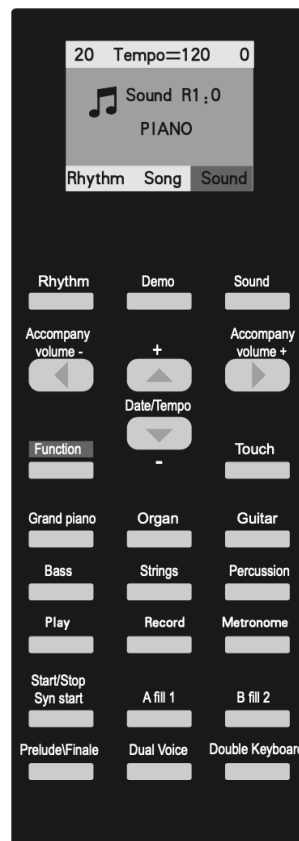 20 Tempo=120 0
Sound R1:0
PIANO
Rhythm Song Sound
Rhythm Demo Sound
Accompany
volume -
+
Accompany
volume +
Date/Tempo
Function
-
Touch
Grand piano Organ Guitar
Bass Strings Percussion
Play Record Metronome
Start/Stop
Syn start
A fill 1 B fill 2
Prelude\Finale Dual Voice Double Keyboard